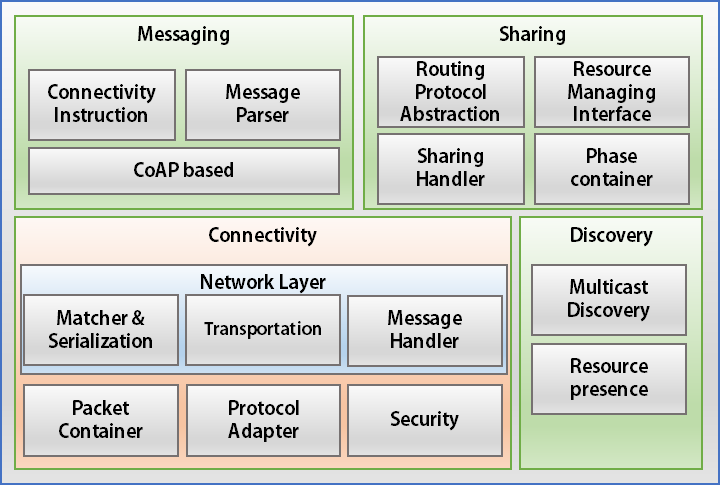 Messaging
Connectivity
Instruction
Message
Parser
CoAP based
Sharing
Routing
Protocol
Abstraction
Resource
Managing
Interface
Sharing
Handler
Phase
container
Connectivity
Network Layer
Matcher &
Serialization
Transportation
Message
Handler
Packet
Container
Protocol
Adapter
Security
Discovery
Multicast
Discovery
Resource
presence